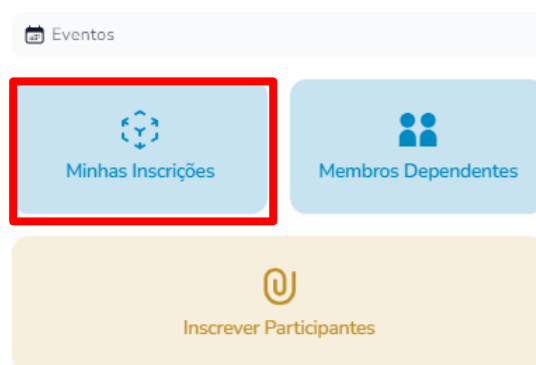 Eventos
Minhas Inscrições
Membros Dependentes
Inscrever Participantes